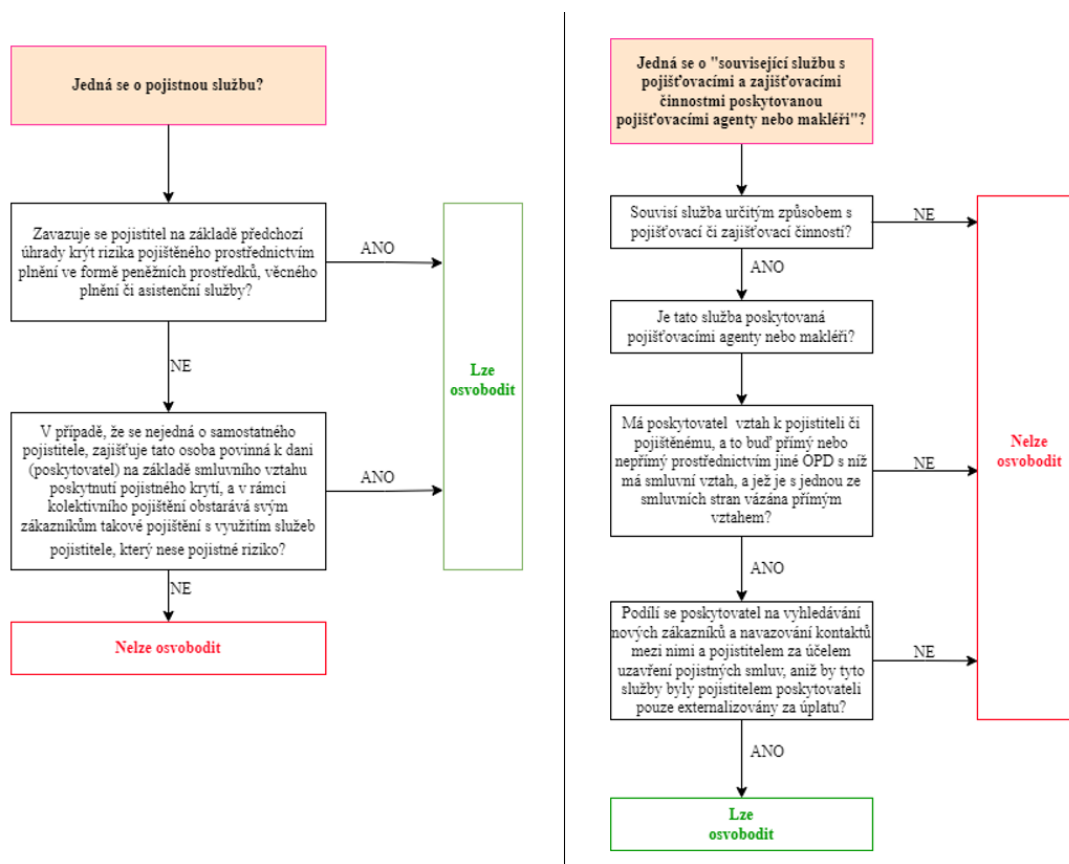 Jedná se o pojistnou službu?
Zavazuje se pojistitel na základě předchozí
úhrady krýt rizika pojištěného prostřednictvím
plnění ve formě peněžních prostředků, věcného
plnění či asistenční služby?
ANO
NE
Lze
osvobodit
V případě, že se nejedná o samostatného
pojistitele, zajišťuje tato osoba povinná k dani
(poskytovatel) na základě smluvního vztahu
poskytnutí pojistného krytí, a v rámci
kolektivního pojištění obstarává svým
zákazníkům takové pojištění s využitím služeb
pojistitele, který nese pojistné riziko?
ANO
NE
Nelze osvobodit
Jedná se o "související službu s
pojišťovacími a zajišťovacími
činnostmi poskytovanou
pojišťovacími agenty nebo makléři"?
Souvisí služba určitým způsobem s
pojišťovací či zajišťovací činností?
NE
ANO
Je tato služba poskytovaná
pojišťovacími agenty nebo makléři?
Má poskytovatel vztah k pojistiteli či
pojištěnému, a to buď přímý nebo
nepřímý prostřednictvím jiné OPD s níž
má smluvní vztah, a jež je s jednou ze
smluvních stran vázána přímým
vztahem?
NE
Nelze
osvobodit
ANO
Podílí se poskytovatel na vyhledávání
nových zákazníků a navazování kontaktů
mezi nimi a pojistitelem za účelem
uzavření pojistných smluv, aniž by tyto
služby byly pojistitelem poskytovateli
pouze externalizovány za úplatu?
NE
ANO
Lze
osvobodit